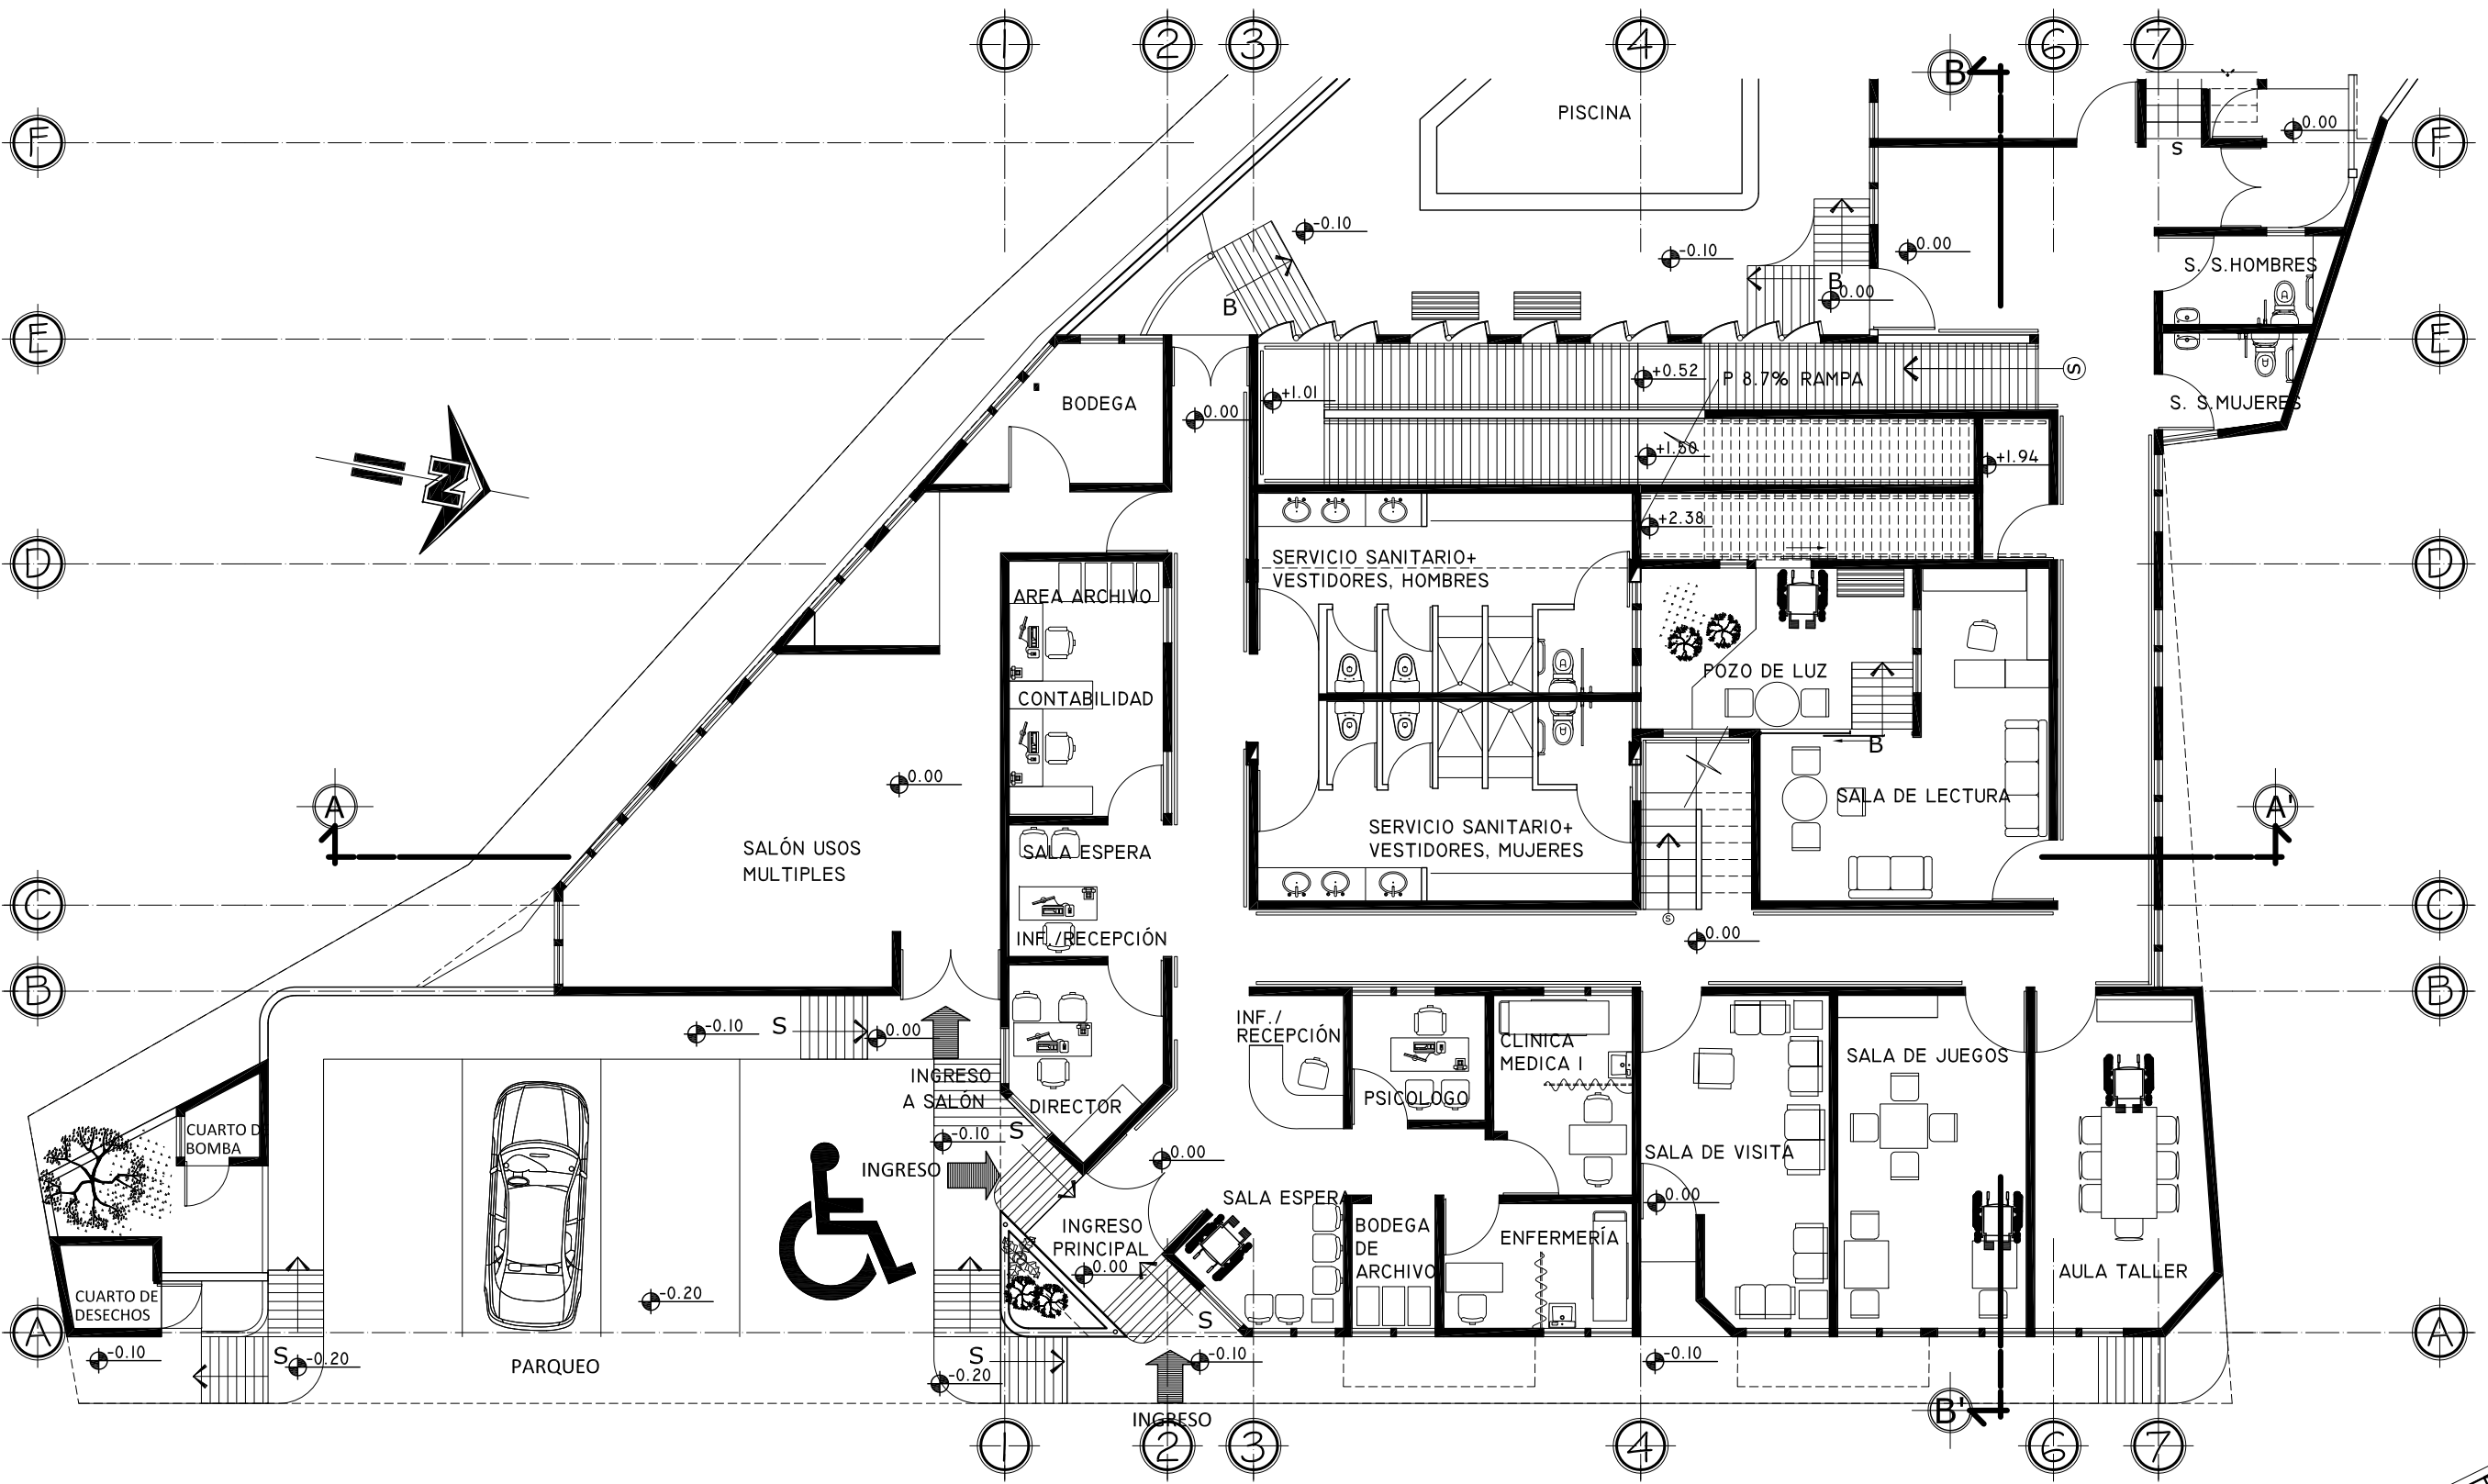 1
2
3
4
B
6
7
PISCINA
F
0.00
F
S
-0.10
-0.10
0.00
S. S.HOMBRES
B
B
0.00
E
E
BODEGA
+1.01
0.00
+0.52
P 8.7% RAMPA
S
S. S.MUJERES
N
+1.50
+1.94
+2.38
D
D
SERVICIO SANITARIO+
VESTIDORES, HOMBRES
AREA ARCHIVO
POZO DE LUZ
CONTABILIDAD
B
0.00
A
SALA DE LECTURA
A'
SALÓN USOS
MULTIPLES
SALA ESPERA
SERVICIO SANITARIO+
VESTIDORES, MUJERES
C
C
S
INF./RECEPCIÓN
0.00
B
B
-0.10
S
0.00
INF./
RECEPCIÓN
CLINICA
MEDICA I
SALA DE JUEGOS
INGRESO
A SALÓN
DIRECTOR
PSICOLOGO
CUARTO D
BOMBA
-0.10
S
SALA DE VISITA
INGRESO
0.00
SALA ESPERA
0.00
INGRESO
PRINCIPAL
0.00
BODEGA
DE
ARCHIVO
ENFERMERÍA
AULA TALLER
CUARTO DE
DESECHOS
-0.20
S
A
A
-0.10
S
-0.20
PARQUEO
S
-0.20
-0.10
-0.10
INGRESO
B'
1
2
3
4
6
7